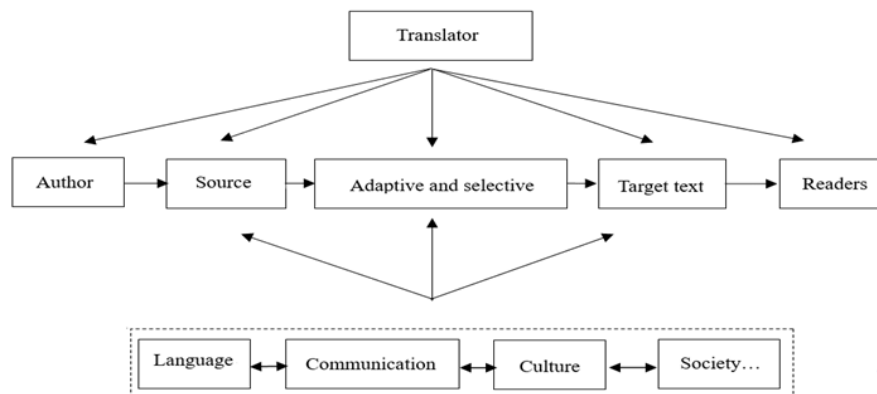 Translator
Author
Source
Adaptive and selective
Target text
Readers
Language
Communication
Culture
Society…